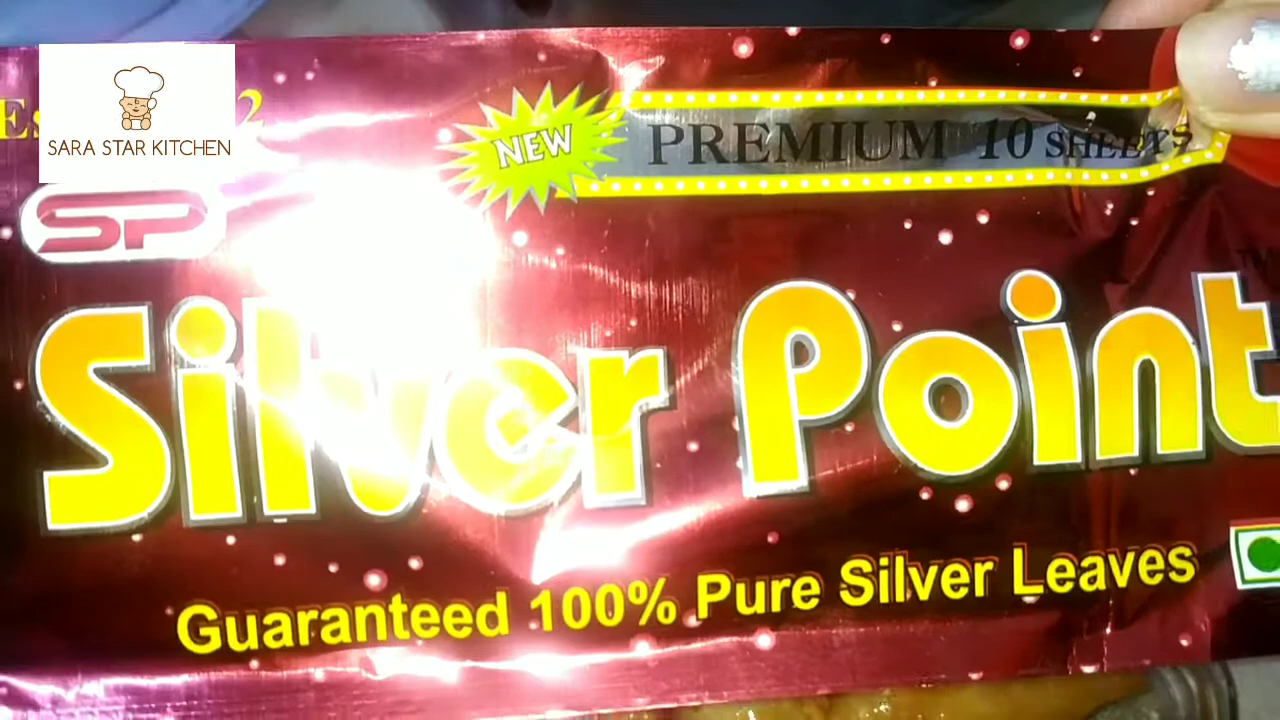 SARA STAR KITCHEN
NEW
PREMIUM 10 SHEETS
SP
Silver Point
Guaranteed 100% Pure Silver Leaves